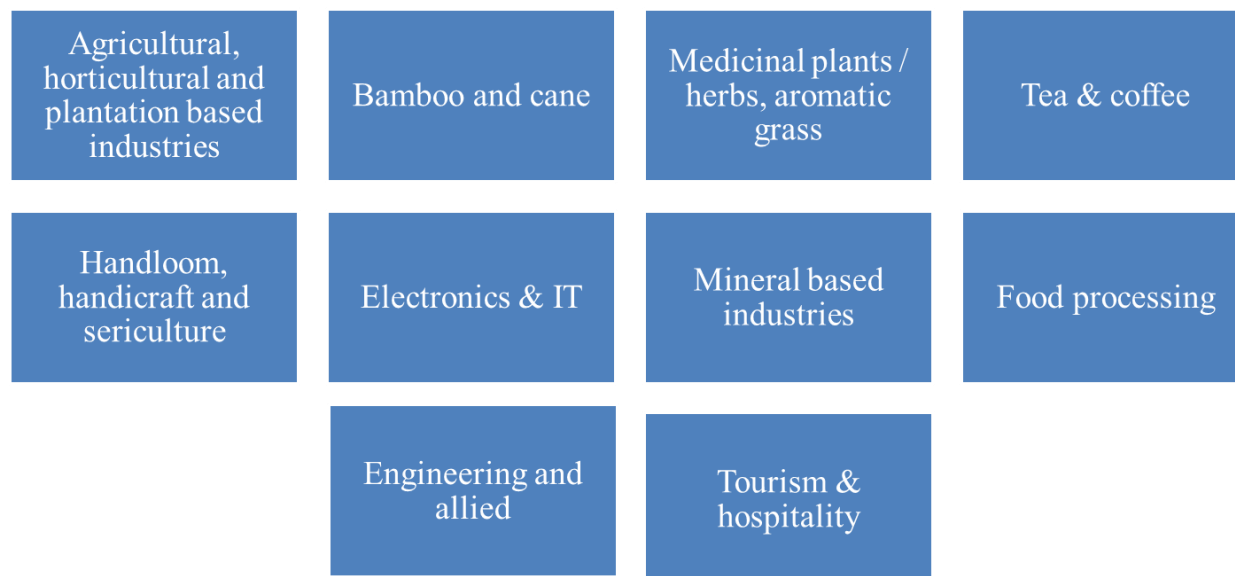 Agricultural,
horticultural and
plantation based
industries
Bamboo and cane
Medicinal plants /
herbs, aromatic
grass
Tea & coffee
Handloom,
handicraft and
sericulture
Electronics & IT
Mineral based
industries
Food processing
Engineering and
allied
Tourism &
hospitality